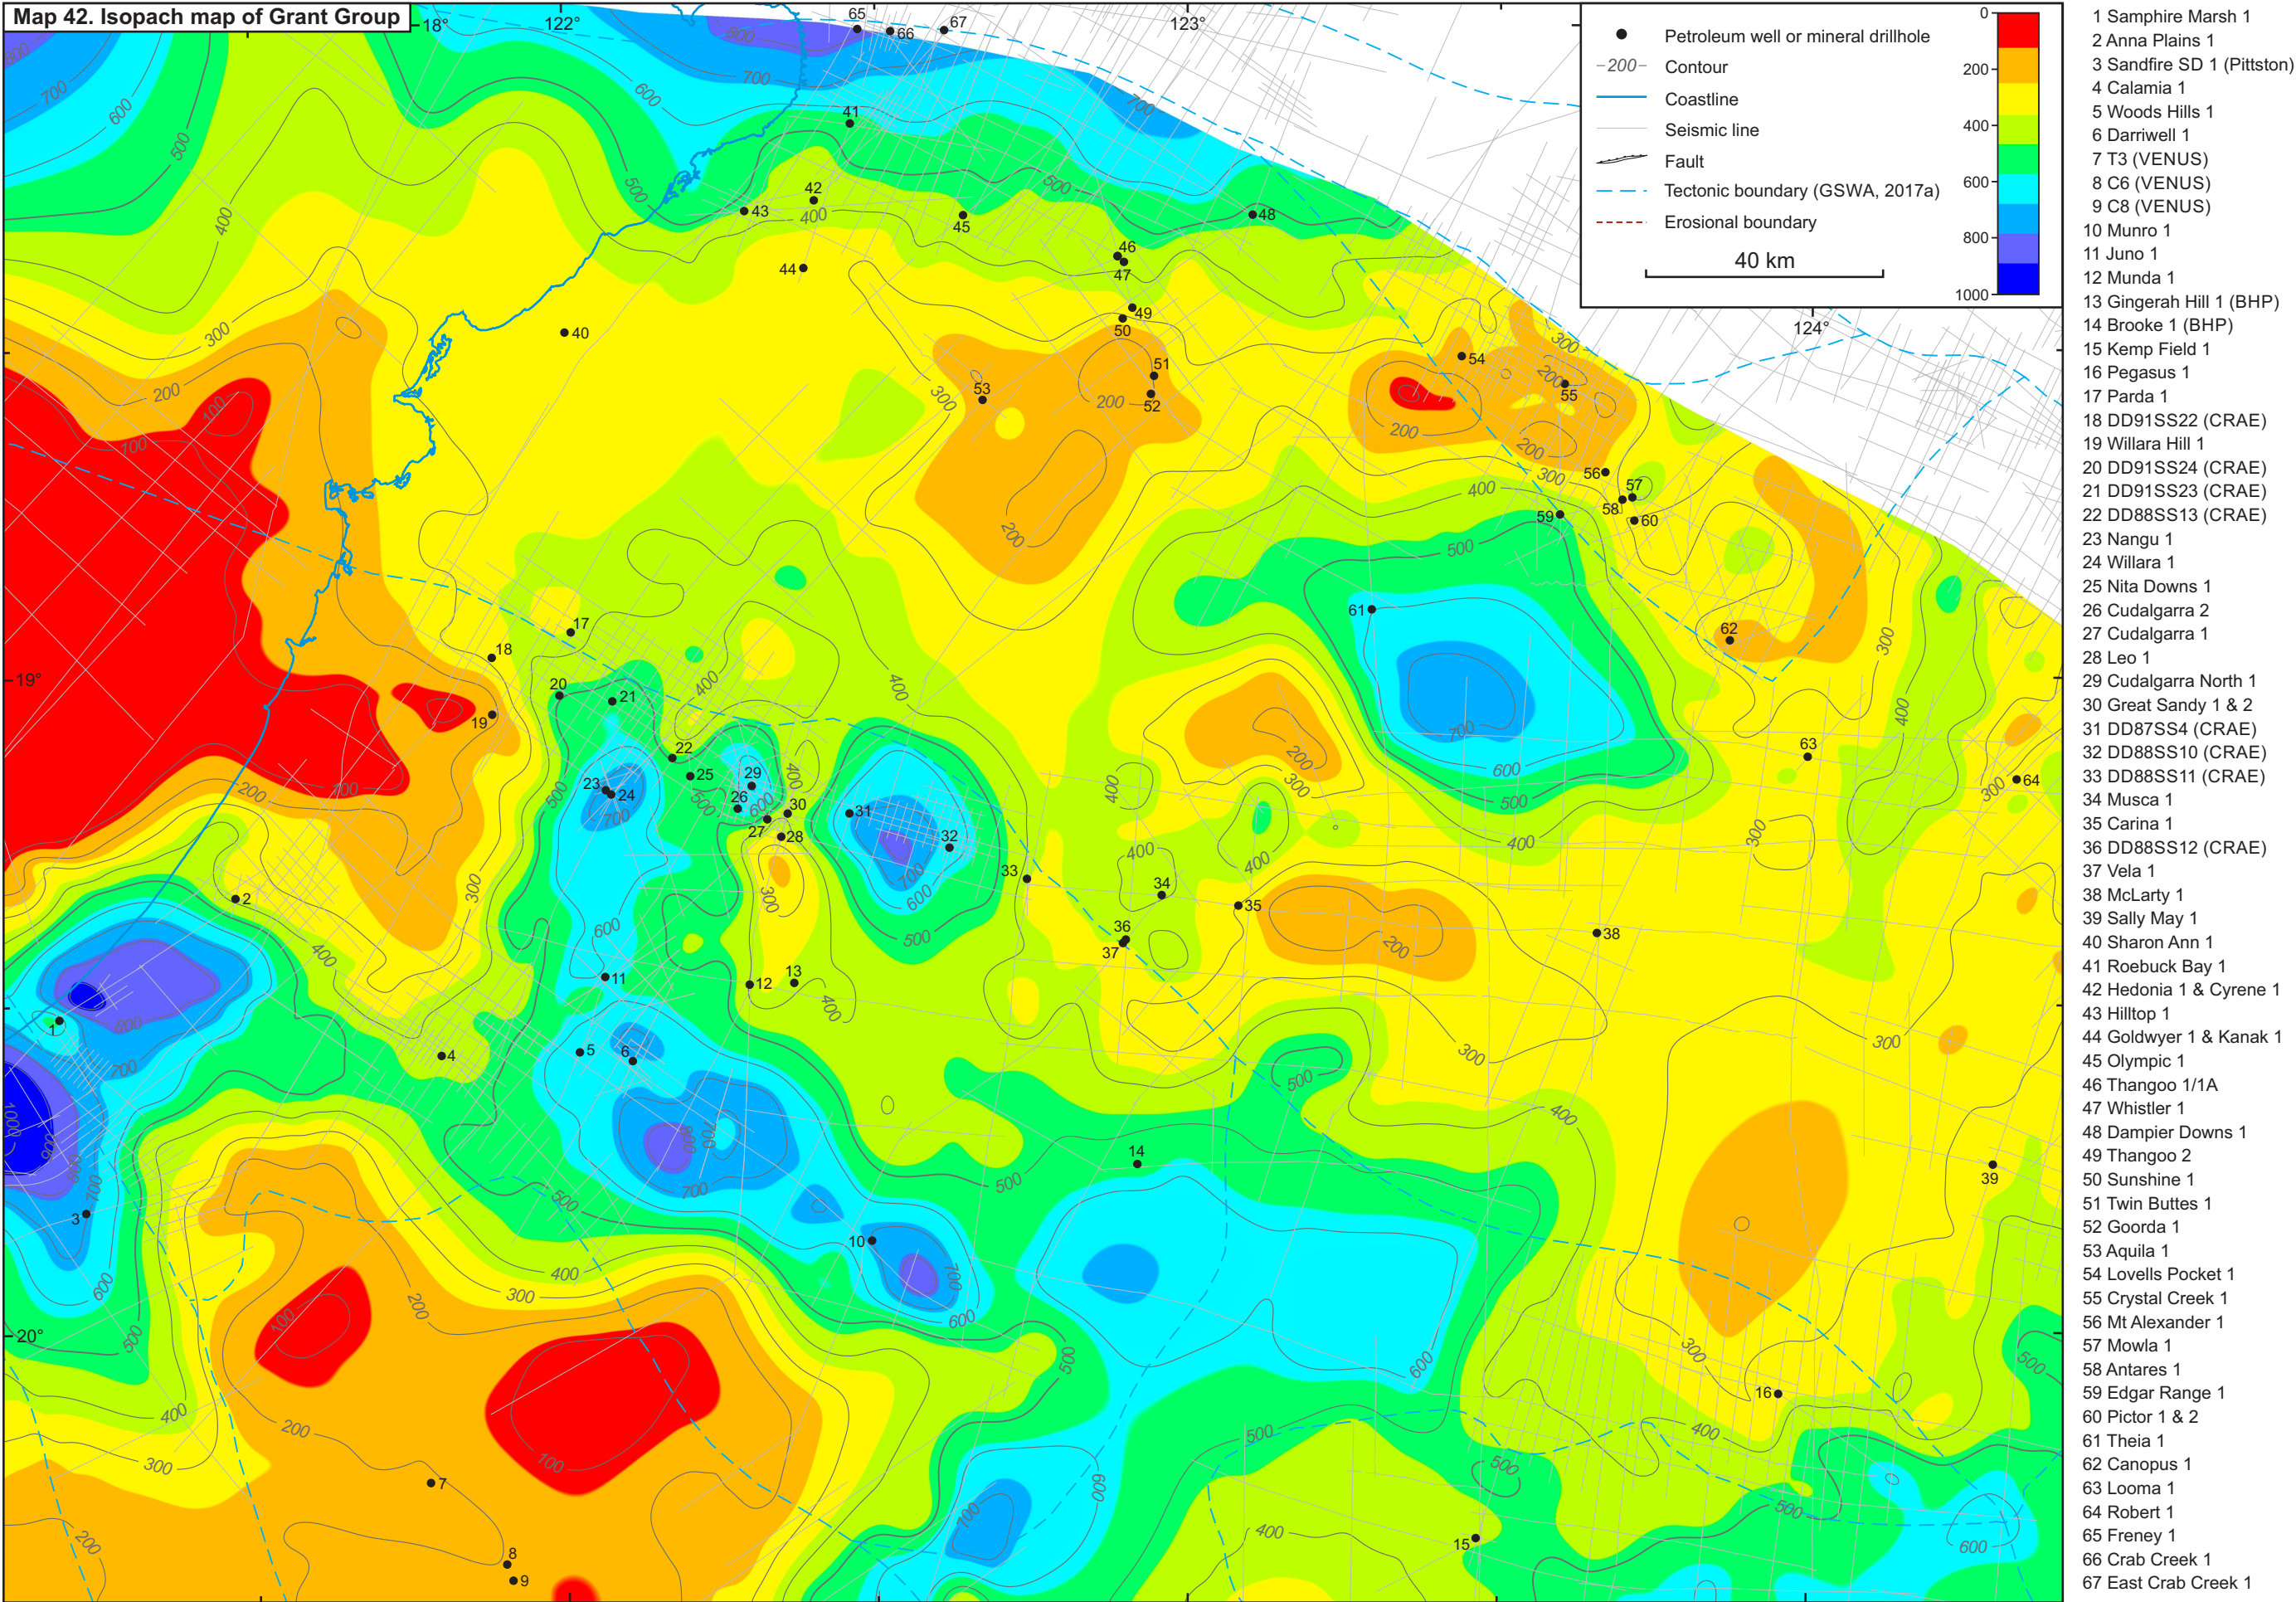 Map 42. Isopach map of Grant Group
18°
122°
123°
124°
19°
20°
Petroleum well or mineral drillhole
-200- Contour
Coastline
Seismic line
Fault
Tectonic boundary (GSWA, 2017a)
Erosional boundary
40 km
0
200
400
600
800
1000
1 Samphire Marsh 1
2 Anna Plains 1
3 Sandfire SD 1 (Pittston)
4 Calamia 1
5 Woods Hills 1
6 Darriwell 1
7 T3 (VENUS)
8 C6 (VENUS)
9 C8 (VENUS)
10 Munro 1
11 Juno 1
12 Munda 1
13 Gingerah Hill 1 (BHP)
14 Brooke 1 (BHP)
15 Kemp Field 1
16 Pegasus 1
17 Parda 1
18 DD91SS22 (CRAE)
19 Willara Hill 1
20 DD91SS24 (CRAE)
21 DD91SS23 (CRAE)
22 DD88SS13 (CRAE)
23 Nangu 1
24 Willara 1
25 Nita Downs 1
26 Cudalgarra 2
27 Cudalgarra 1
28 Leo 1
29 Cudalgarra North 1
30 Great Sandy 1 & 2
31 DD87SS4 (CRAE)
32 DD88SS10 (CRAE)
33 DD88SS11 (CRAE)
34 Musca 1
35 Carina 1
36 DD88SS12 (CRAE)
37 Vela 1
38 McLarty 1
39 Sally May 1
40 Sharon Ann 1
41 Roebuck Bay 1
42 Hedonia 1 & Cyrene 1
43 Hilltop 1
44 Goldwyer 1 & Kanak 1
45 Olympic 1
46 Thangoo 1/1A
47 Whistler 1
48 Dampier Downs 1
49 Thangoo 2
50 Sunshine 1
51 Twin Buttes 1
52 Goorda 1
53 Aquila 1
54 Lovells Pocket 1
55 Crystal Creek 1
56 Mt Alexander 1
57 Mowla 1
58 Antares 1
59 Edgar Range 1
60 Pictor 1 & 2
61 Theia 1
62 Canopus 1
63 Looma 1
64 Robert 1
65 Freney 1
66 Crab Creek 1
67 East Crab Creek 1